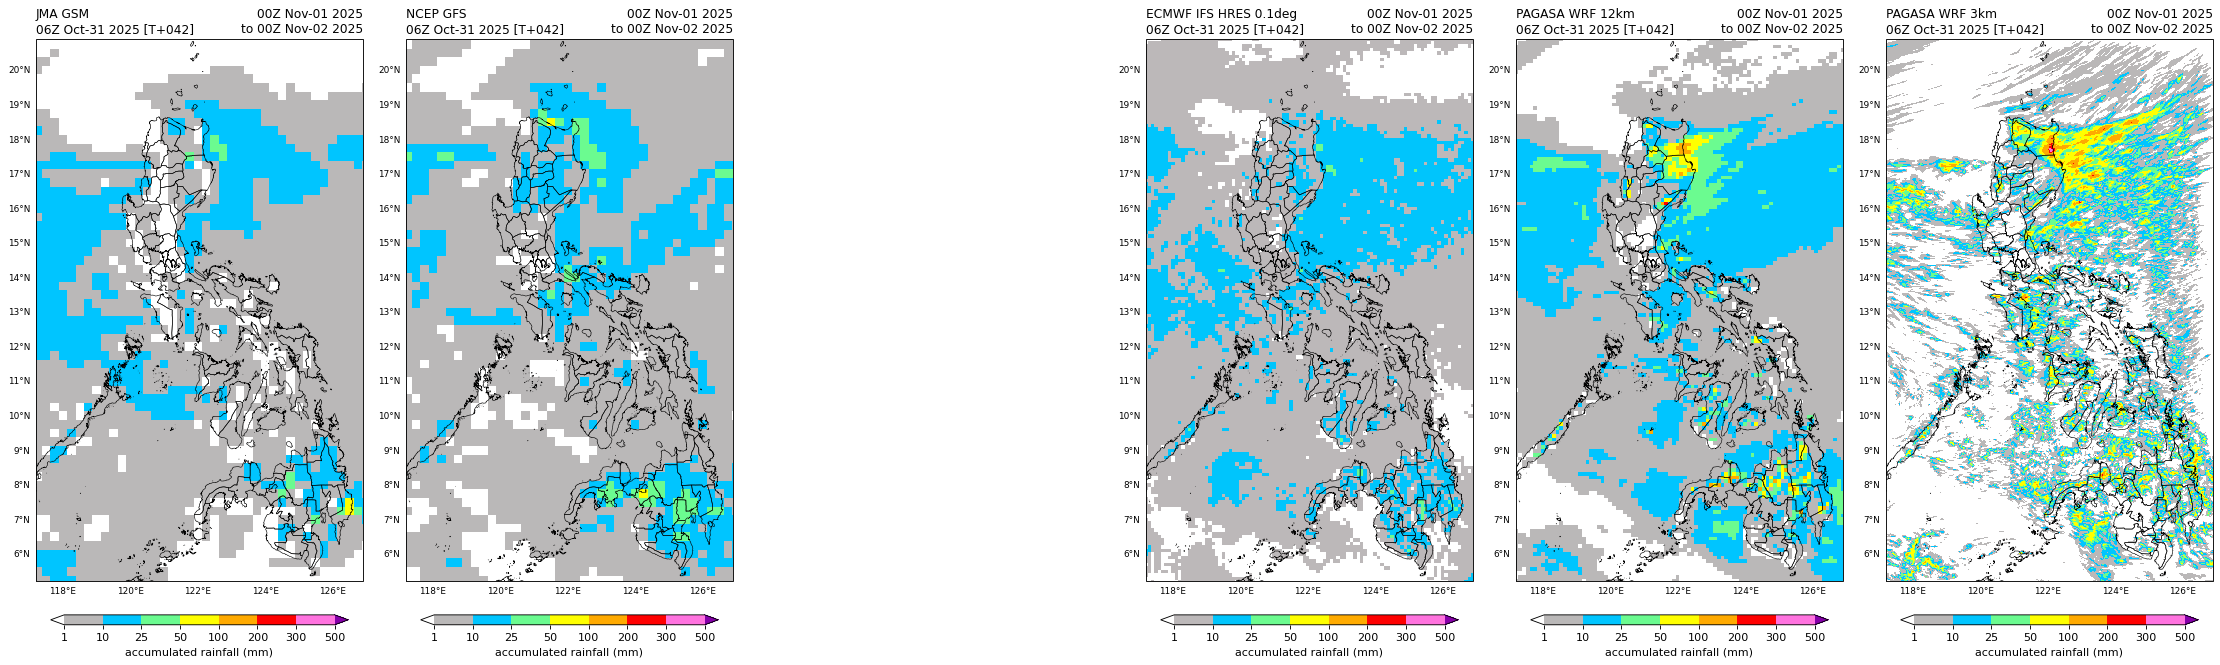 JMA GSM 00Z Nov-01 2025
06Z Oct-31 2025 [T+042] to 00Z Nov-02 2025
20°N
19°N
18°N
17°N
16°N
15°N
14°N
13°N
12°N
11°N
10°N
9°N
8°N
7°N
6°N
118°E 120°E 122°E 124°E 126°E
1 10 25 50 100 200 300 500
accumulated rainfall (mm)
NCEP GFS 00Z Nov-01 2025
06Z Oct-31 2025 [T+042] to 00Z Nov-02 2025
20°N
19°N
18°N
17°N
16°N
15°N
14°N
13°N
12°N
11°N
10°N
9°N
8°N
7°N
6°N
118°E 120°E 122°E 124°E 126°E
1 10 25 50 100 200 300 500
accumulated rainfall (mm)
ECMWF IFS HRES 0.1deg 00Z Nov-01 2025
06Z Oct-31 2025 [T+042] to 00Z Nov-02 2025
20°N
19°N
18°N
17°N
16°N
15°N
14°N
13°N
12°N
11°N
10°N
9°N
8°N
7°N
6°N
118°E 120°E 122°E 124°E 126°E
1 10 25 50 100 200 300 500
accumulated rainfall (mm)
PAGASA WRF 12km 00Z Nov-01 2025
06Z Oct-31 2025 [T+042] to 00Z Nov-02 2025
20°N
19°N
18°N
17°N
16°N
15°N
14°N
13°N
12°N
11°N
10°N
9°N
8°N
7°N
6°N
118°E 120°E 122°E 124°E 126°E
1 10 25 50 100 200 300 500
accumulated rainfall (mm)
PAGASA WRF 3km 00Z Nov-01 2025
06Z Oct-31 2025 [T+042] to 00Z Nov-02 2025
20°N
19°N
18°N
17°N
16°N
15°N
14°N
13°N
12°N
11°N
10°N
9°N
8°N
7°N
6°N
118°E 120°E 122°E 124°E 126°E
1 10 25 50 100 200 300 500
accumulated rainfall (mm)